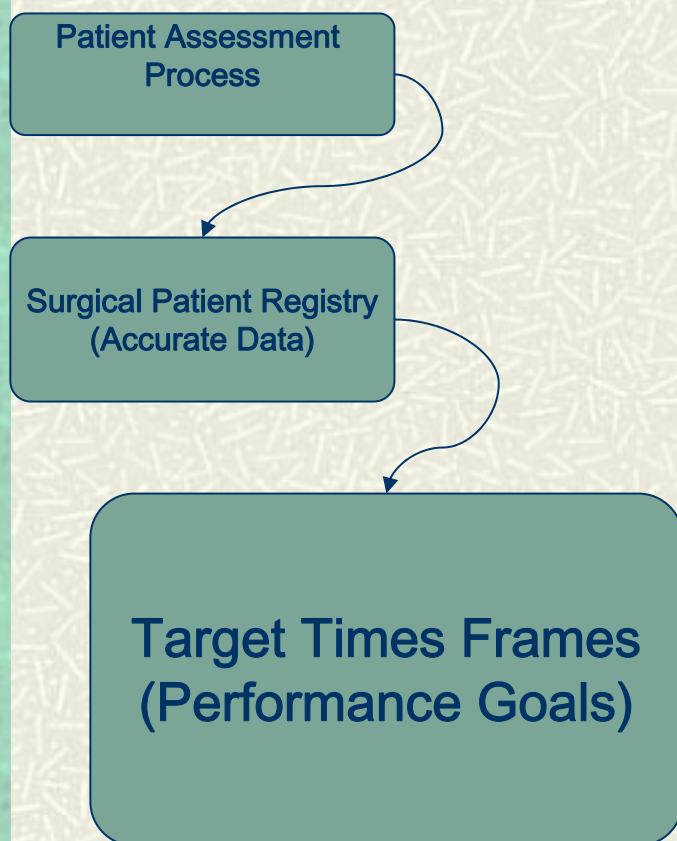 Patient Assessment
Process
Surgical Patient Registry
(Accurate Data)
Target Times Frames
(Performance Goals)